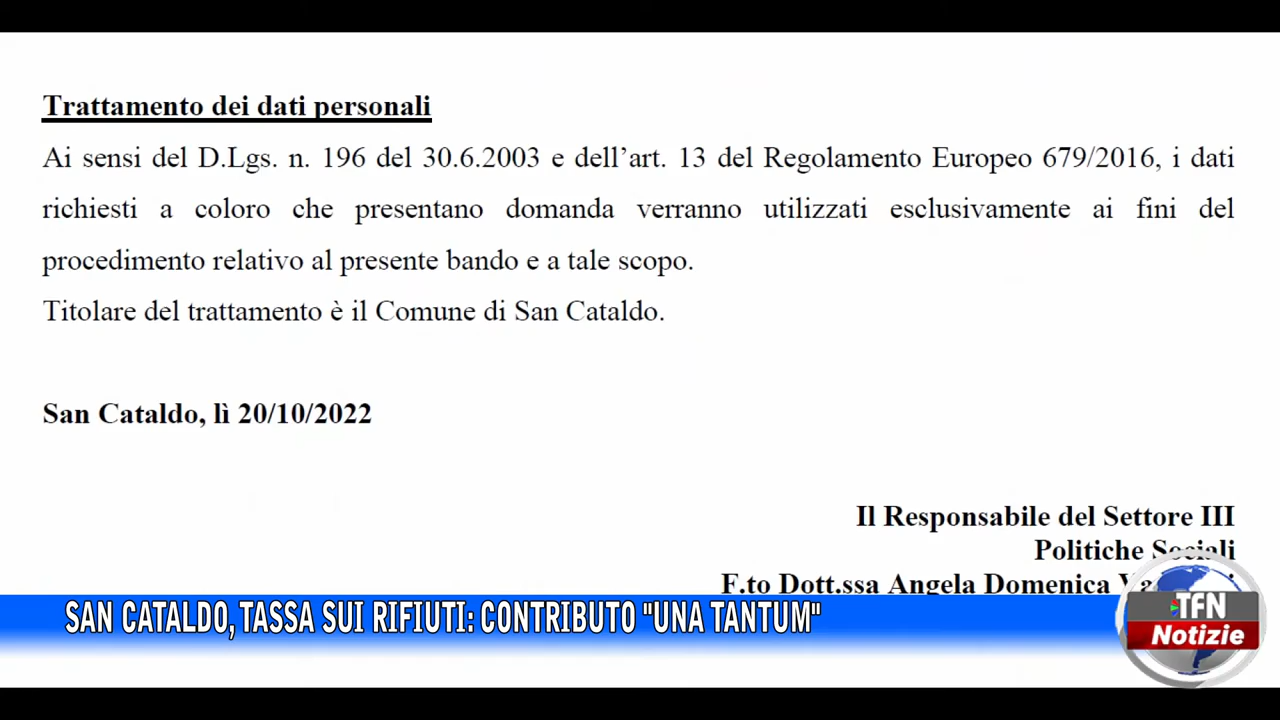 Trattamento dei dati personali
Ai sensi del D.Lgs. n. 196 del 30.6.2003 e dell’art. 13 del Regolamento Europeo 679/2016, i dati
richiesti a coloro che presentano domanda verranno utilizzati esclusivamente ai fini del
procedimento relativo al presente bando e a tale scopo.
Titolare del trattamento è il Comune di San Cataldo.
San Cataldo, lì 20/10/2022
Il Responsabile del Settore III
Politiche Sociali
F.to Dott.ssa Angela Domenica
SAN CATALDO, TASSA SUI RIFIUTI: CONTRIBUTO "UNA TANTUM"
TFN
Notizie